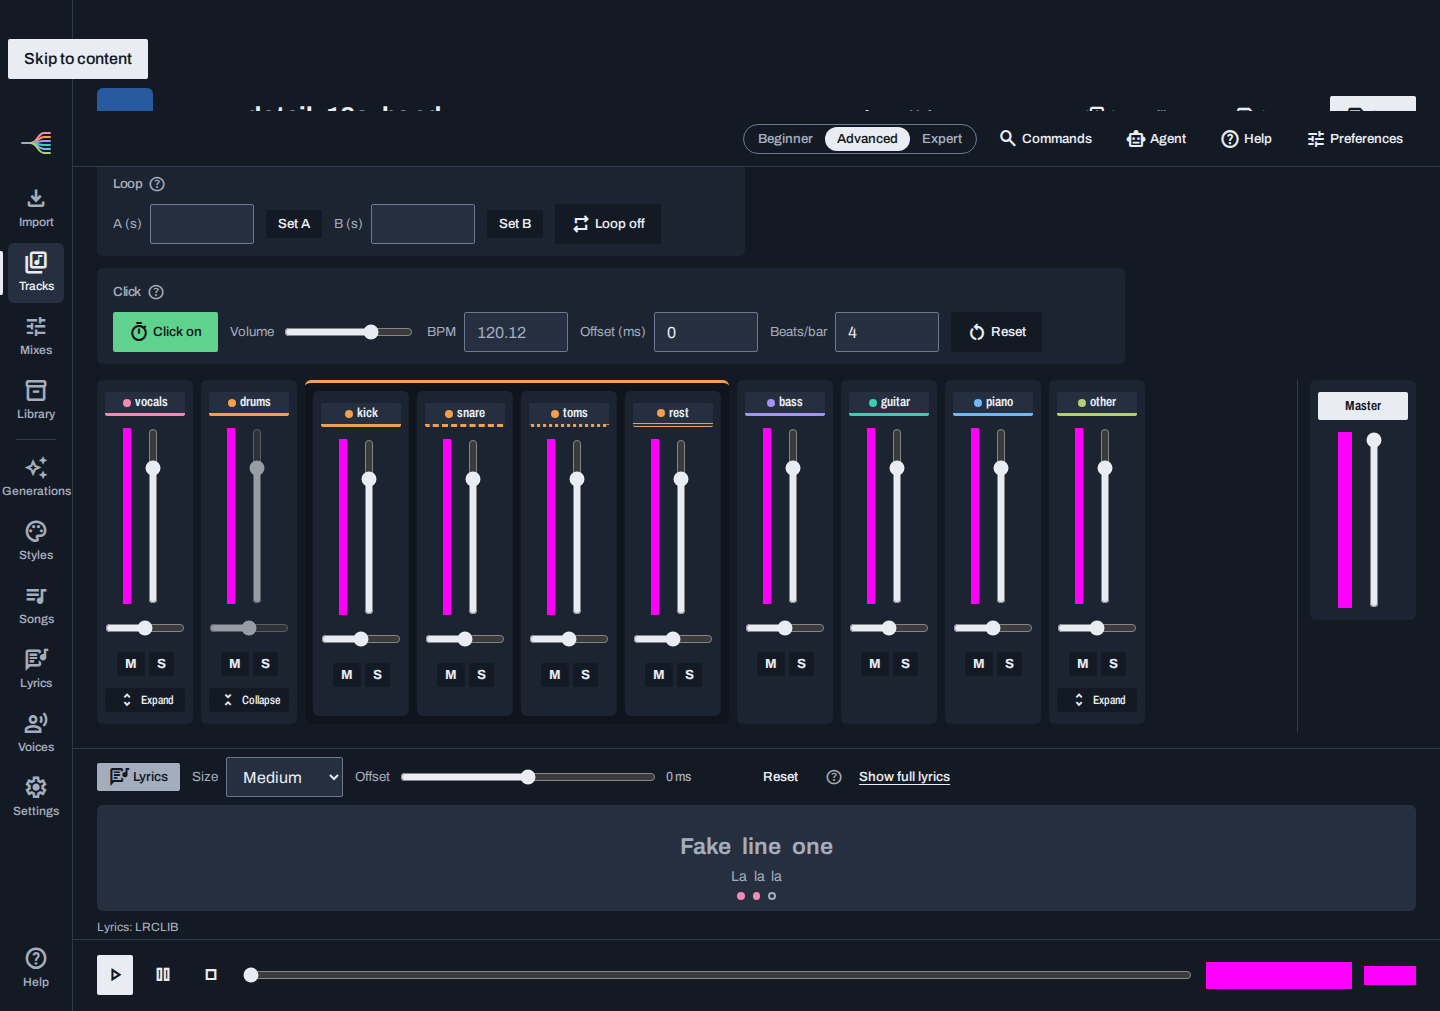 Skip to content
Beginner Advanced Expert Commands Agent Help Preferences
Import
Tracks
Mixes
Library
Generations
Styles
Songs
Lyrics
Voices
Settings
Help
Loop
A (s) Set A B (s) Set B Loop off
Click
Click on Volume BPM 120.12 Offset (ms) 0 Beats/bar 4 Reset
vocals drums kick snare toms rest bass guitar piano other Master
M S M S M S M S M S M S M S M S M S M S
Expand Collapse Expand
Lyrics Size Medium Offset 0 ms Reset Show full lyrics
Fake line one
La la la
Lyrics: LRCLIB